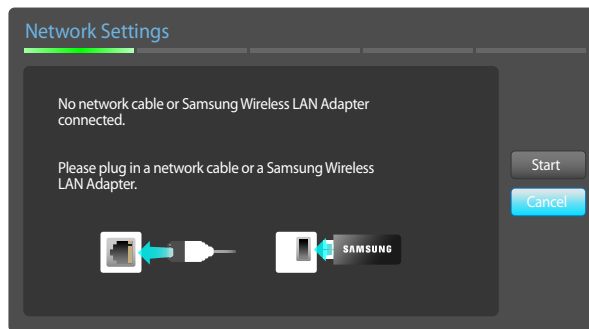 Network Settings
No network cable or Samsung Wireless LAN Adapter
connected.
Please plug in a network cable or a Samsung Wireless
LAN Adapter.
Start
Cancel
SAMSUNG